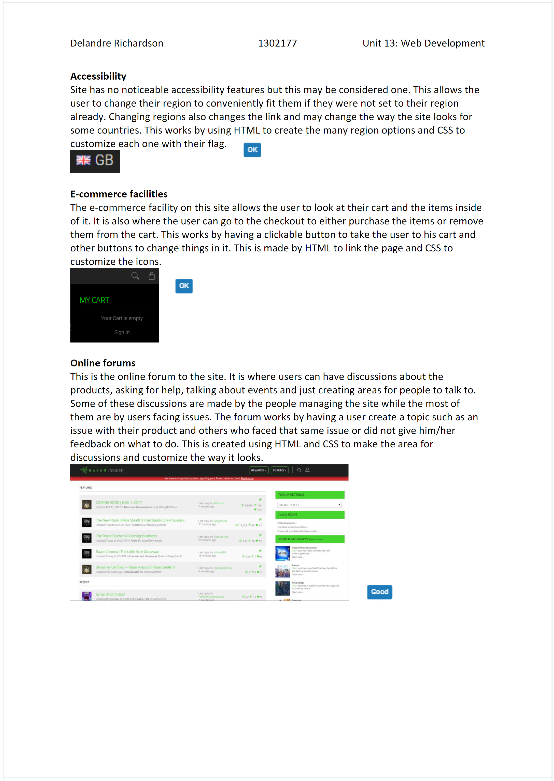 Delandre Richardson 1302177 Unit 13: Web Development
Accessibility
Site has no noticeable accessibility features but this may be considered one. This allows the
user to change their region to conveniently fit them if they were not set to their region
already. Changing regions also changes the link and may change the way the site looks for
some countries. This works by using HTML to create the many region options and CSS to
customize each one with their flag.
OK
GB
E-commerce facilities
The e-commerce facility on this site allows the user to look at their cart and the items inside
of it. It is also where the user can go to the checkout to either purchase the items or remove
them from the cart. This works by having a clickable button to take the user to his cart and
other buttons to change things in it. This is made by HTML to link the page and CSS to
customize the icons.
OK
MY CART
Your Cart is empty
Sign In
Online forums
This is the online forum to the site. It is where users can have discussions about the
products, asking for help, talking about events and just creating areas for people to talk to.
Some of these discussions are made by the people managing the site while the most of
them are by users facing issues. The forum works by having a user create a topic such as an
issue with their product and others who faced that same issue or did not give him/her
feedback on what to do. This is created using HTML and CSS to make the area for
discussions and customize the way it looks.
Good